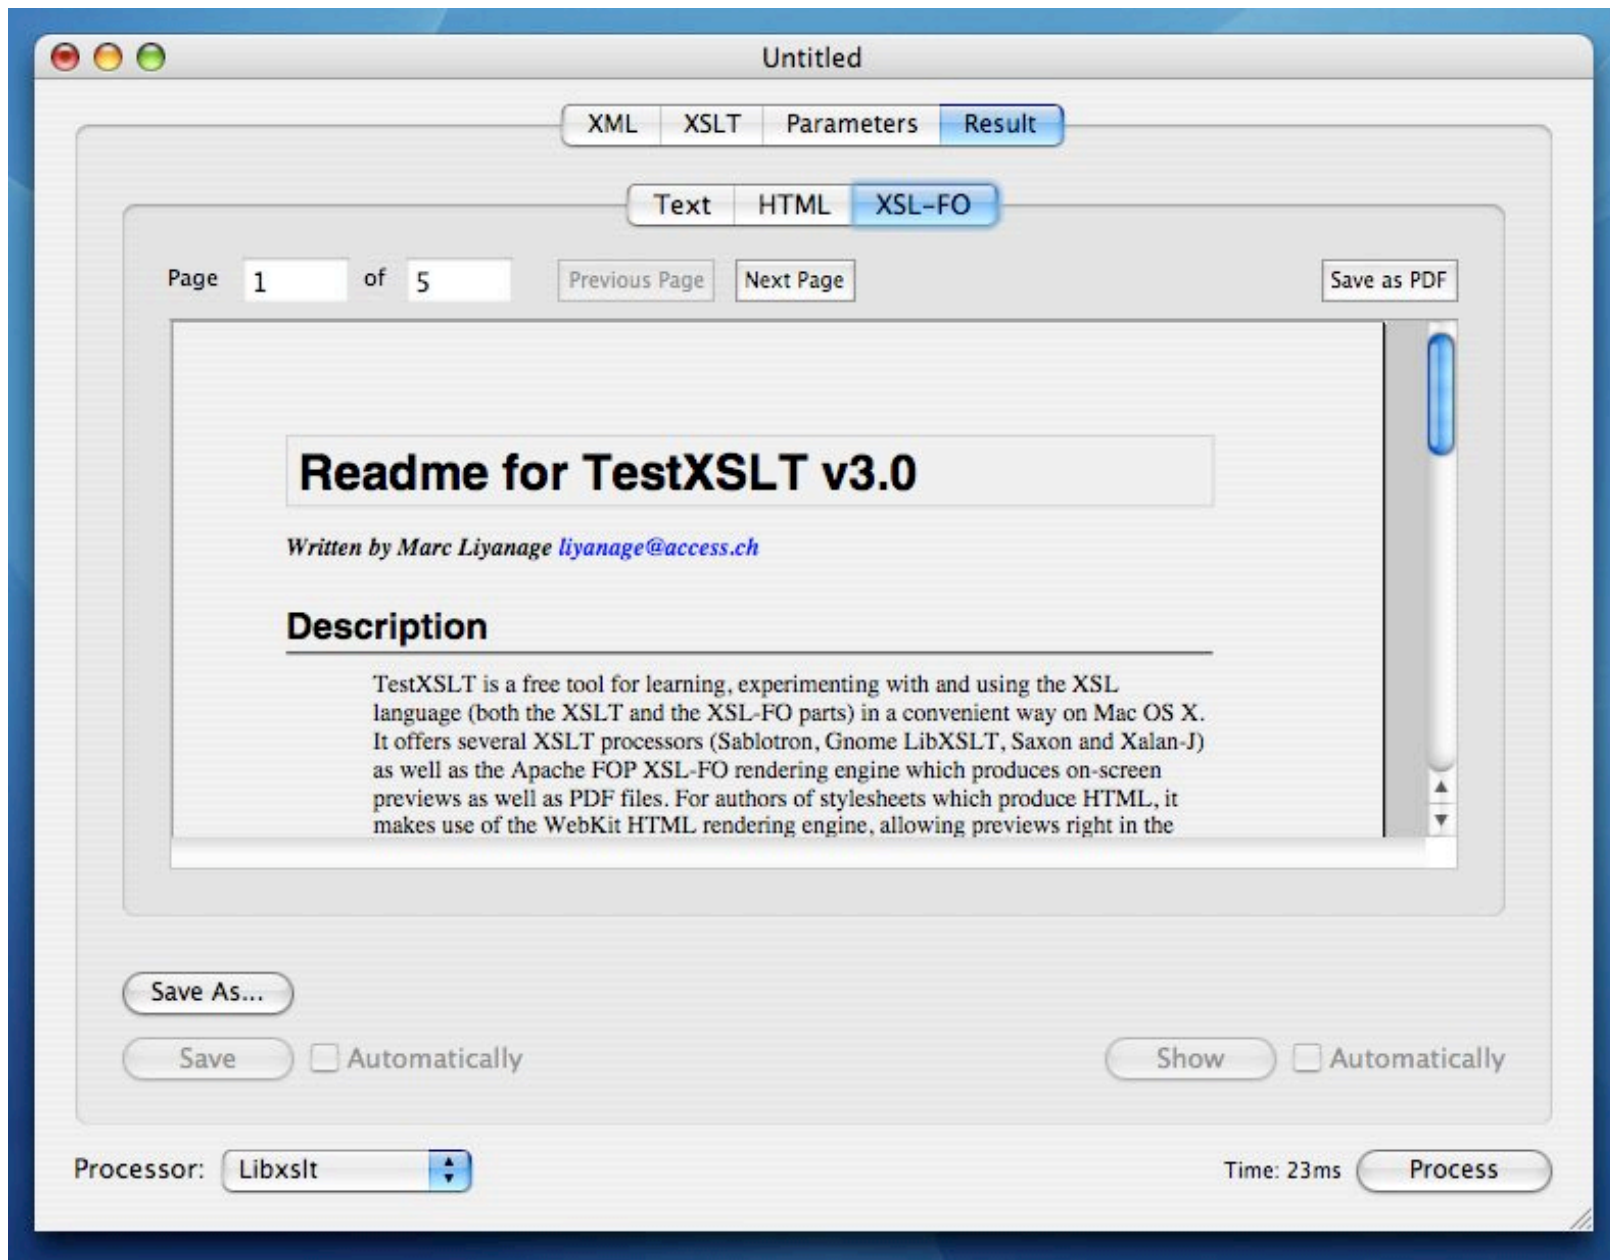 Untitled
XML XSLT Parameters Result
Text HTML XSL-FO
Page 1 of 5 Previous Page Next Page Save as PDF
Readme for TestXSLT v3.0
Written by Marc Liyanage liyanage@access.ch
Description
TestXSLT is a free tool for learning, experimenting with and using the XSL
language (both the XSLT and the XSL-FO parts) in a convenient way on Mac OS X.
It offers several XSLT processors (Sablotron, Gnome LibXSLT, Saxon and Xalan-J)
as well as the Apache FOP XSL-FO rendering engine which produces on-screen
previews as well as PDF files. For authors of stylesheets which produce HTML, it
makes use of the WebKit HTML rendering engine, allowing previews right in the
Save As...
Save Automatically Show Automatically
Processor: Libxslt Time: 23ms Process